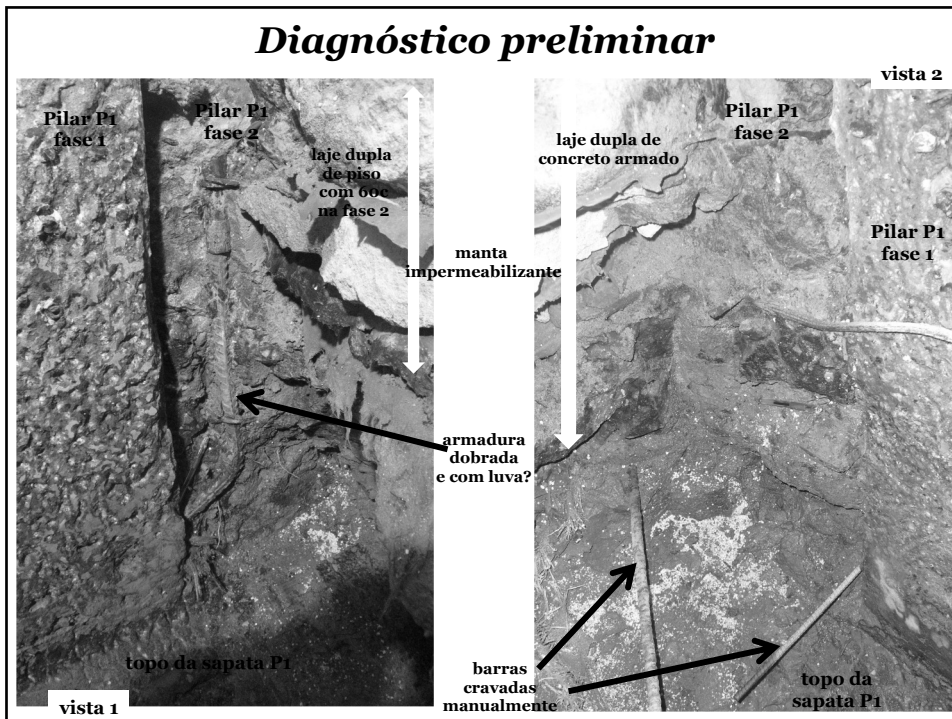 Diagnóstico preliminar
vista 2
Pilar P1
fase 1
Pilar P1
fase 2
laje dupla
de piso
com 60c
na fase 2
manta
impermeabilizante
armadura
dobrada
e com luva?
topo da sapata P1
vista 1
Pilar P1
fase 2
laje dupla de
concreto armado
Pilar P1
fase 1
barras
cravadas
manualmente
topo da
sapata P1